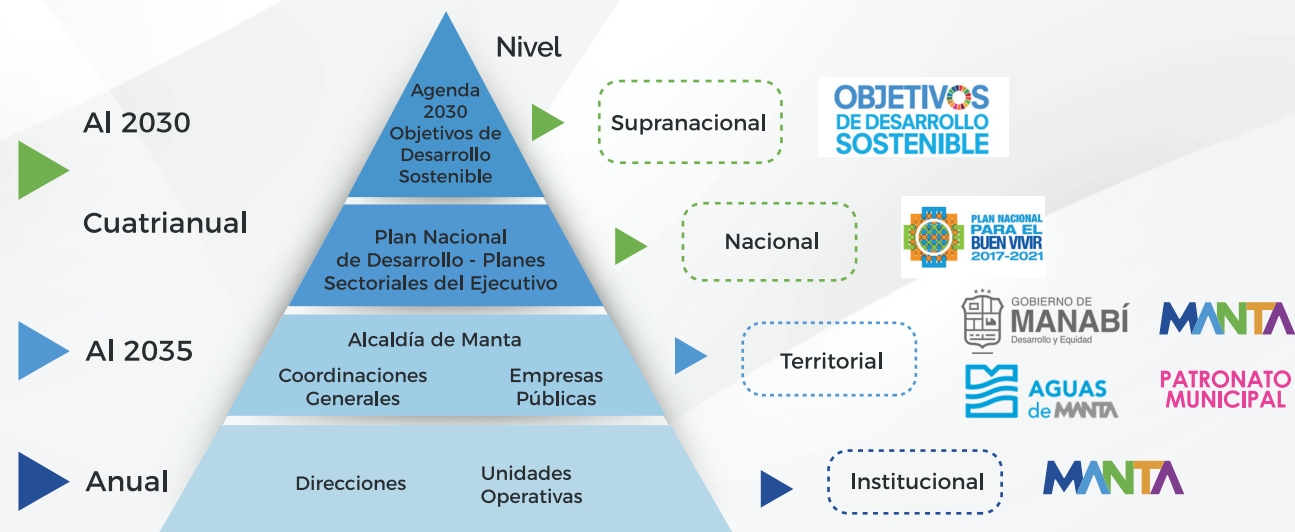 Nivel
Al 2030
Agenda
2030
Objetivos de
Desarrollo
Sostenible
Supranacional
OBJETIVOS
DE DESARROLLO
SOSTENIBLE
Cuatrianual
Plan Nacional
de Desarrollo - Planes
Sectoriales del Ejecutivo
Nacional
PLAN NACIONAL
PARA EL
BUEN VIVIR
2017-2021
Al 2035
Alcaldía de Manta
Coordinaciones
Generales
Empresas
Públicas
Territorial
GOBIERNO DE
MANABÍ
Desarrollo y Equidad
MANTA
AGUAS
de MANTA
PATRONATO
MUNICIPAL
Anual
Direcciones
Unidades
Operativas
Institucional
MANTA